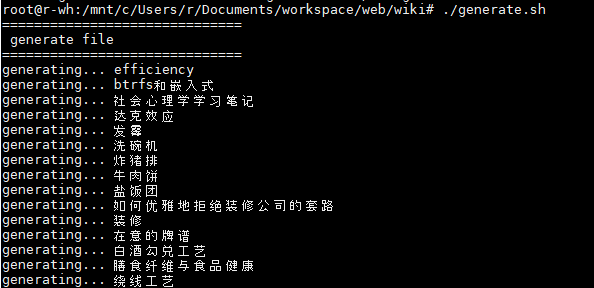 root@r-wh:/mnt/c/Users/r/Documents/workspace/web/wiki# ./generate.sh
==============================
 generate file
==============================
generating... efficiency
generating... btrfs和嵌入式
generating... 社会心理学学习笔记
generating... 达克效应
generating... 发霉
generating... 洗碗机
generating... 炸猪排
generating... 牛肉饼
generating... 盐饭团
generating... 如何优雅地拒绝装修公司的套路
generating... 装修
generating... 在意的牌谱
generating... 白酒勾兑工艺
generating... 膳食纤维与食品健康
generating... 绕线工艺